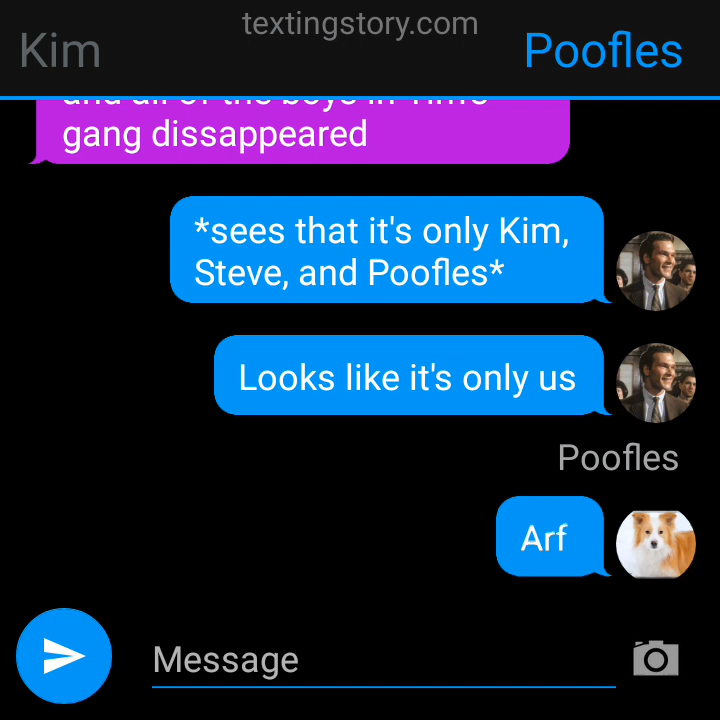 textingstory.com
Kim
Poofles
and all of the boys in Tim's
gang dissappeared
*sees that it's only Kim,
Steve, and Poofles*
Looks like it's only us
Poofles
Arf
Message